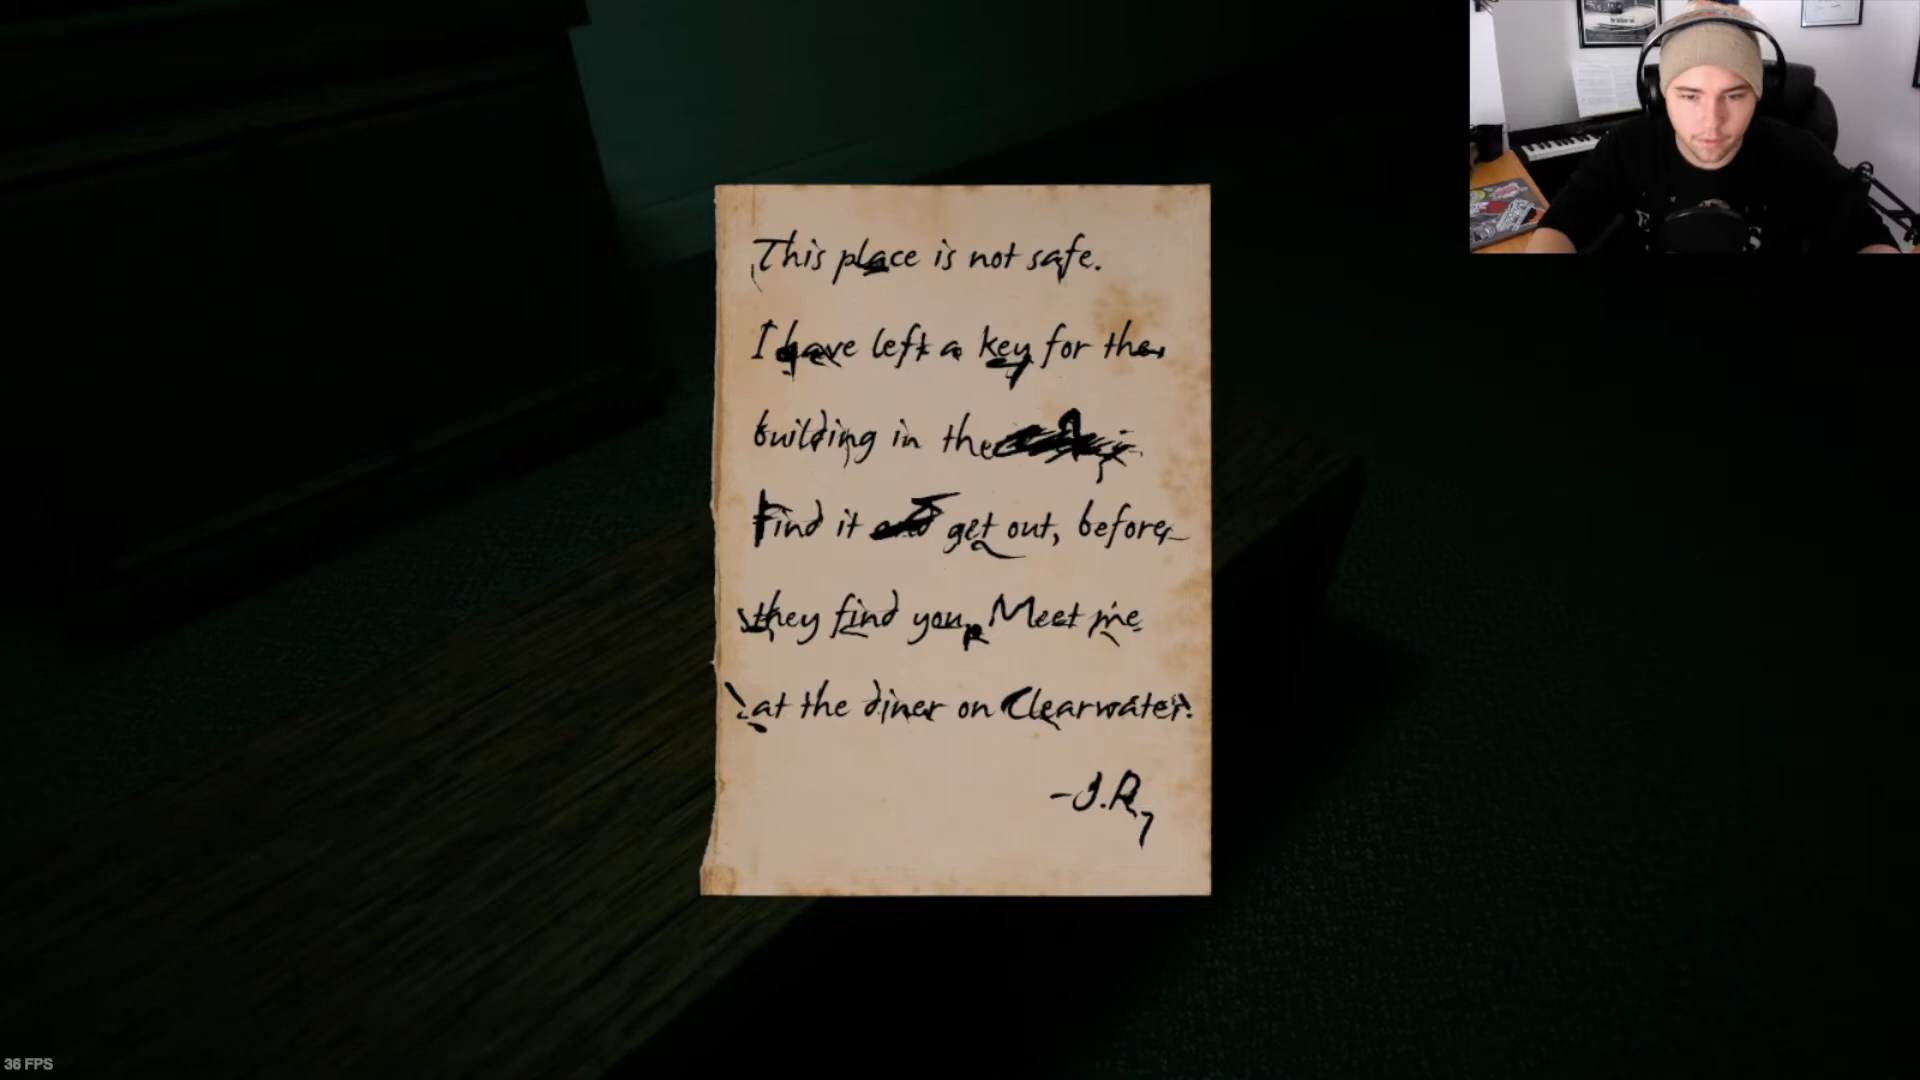 This place is not safe.
I have left a key for the
building in the
Find it and get out, before
they find you. Meet me
at the diner on Clearwater.
-J.R.
36 FPS